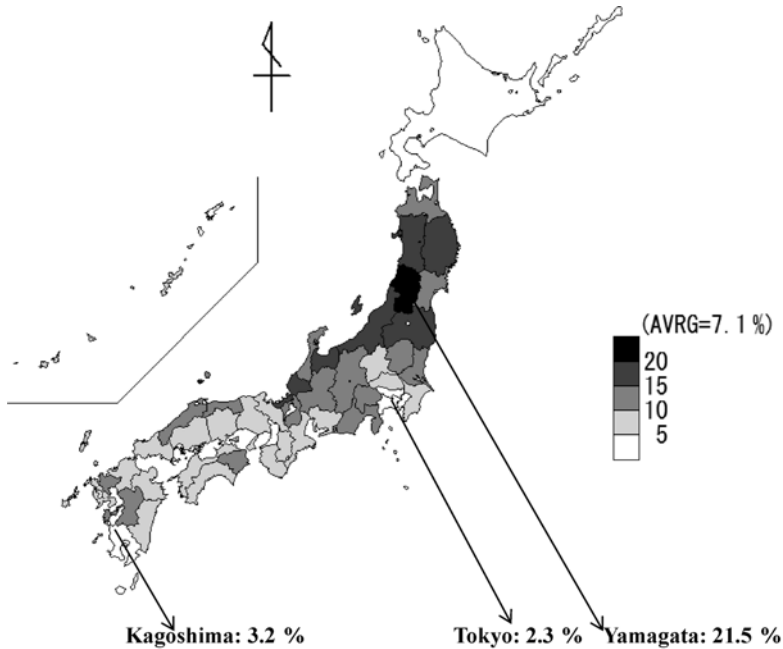 (AVRG=7.1%)
20
15
10
5
Kagoshima: 3.2 %
Tokyo: 2.3 %
Yamagata: 21.5 %